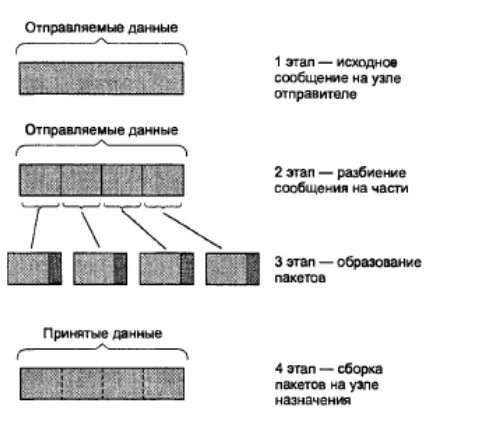 Отправляемые данные
1 этап — исходное
сообщение на узле
отправителе
Отправляемые данные
2 этап — разбиение
сообщения на части
3 этап — образование
пакетов
Принятые данные
4 этап — сборка
пакетов на узле
назначения